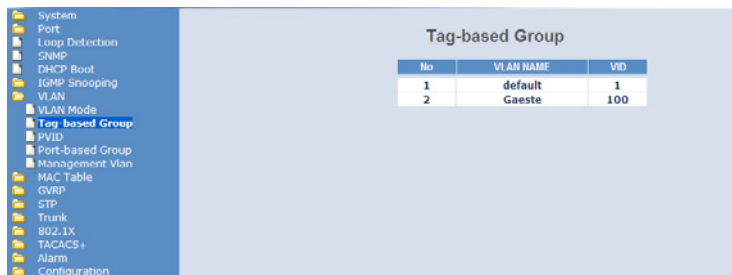 System
Port
Loop Detection
SNMP
DHCP Boot
IGMP Snooping
VLAN
VLAN Mode
Tag-based Group
PVID
Port-based Group
Management Vlan
MAC Table
GVRP
STP
Trunk
802.1X
TACACS+
Alarm
Configuration
Tag-based Group
No VLAN NAME VID
1 default 1
2 Gaeste 100